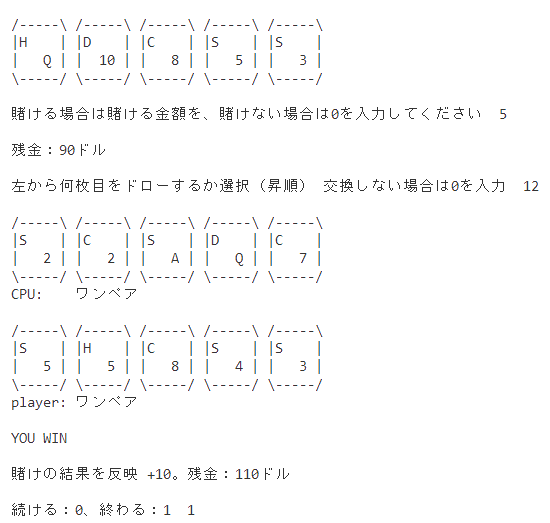 /-----\ /-----\ /-----\ /-----\ /-----\
|H    | |D    | |C    | |S    | |S    |
|   Q | |  10 | |   8 | |   5 | |   3 |
\-----/ \-----/ \-----/ \-----/ \-----/
賭ける場合は賭ける金額を、賭けない場合は0を入力してください  5
残金：90ドル
左から何枚目をドローするか選択（昇順） 交換しない場合は0を入力  12
/-----\ /-----\ /-----\ /-----\ /-----\
|S    | |C    | |S    | |D    | |C    |
|   2 | |   2 | |   A | |   Q | |   7 |
\-----/ \-----/ \-----/ \-----/ \-----/
CPU:    ワンペア
/-----\ /-----\ /-----\ /-----\ /-----\
|S    | |H    | |C    | |S    | |S    |
|   5 | |   5 | |   8 | |   4 | |   3 |
\-----/ \-----/ \-----/ \-----/ \-----/
player: ワンペア
YOU WIN
賭けの結果を反映 +10。残金：110ドル
続ける：0、終わる：1  1